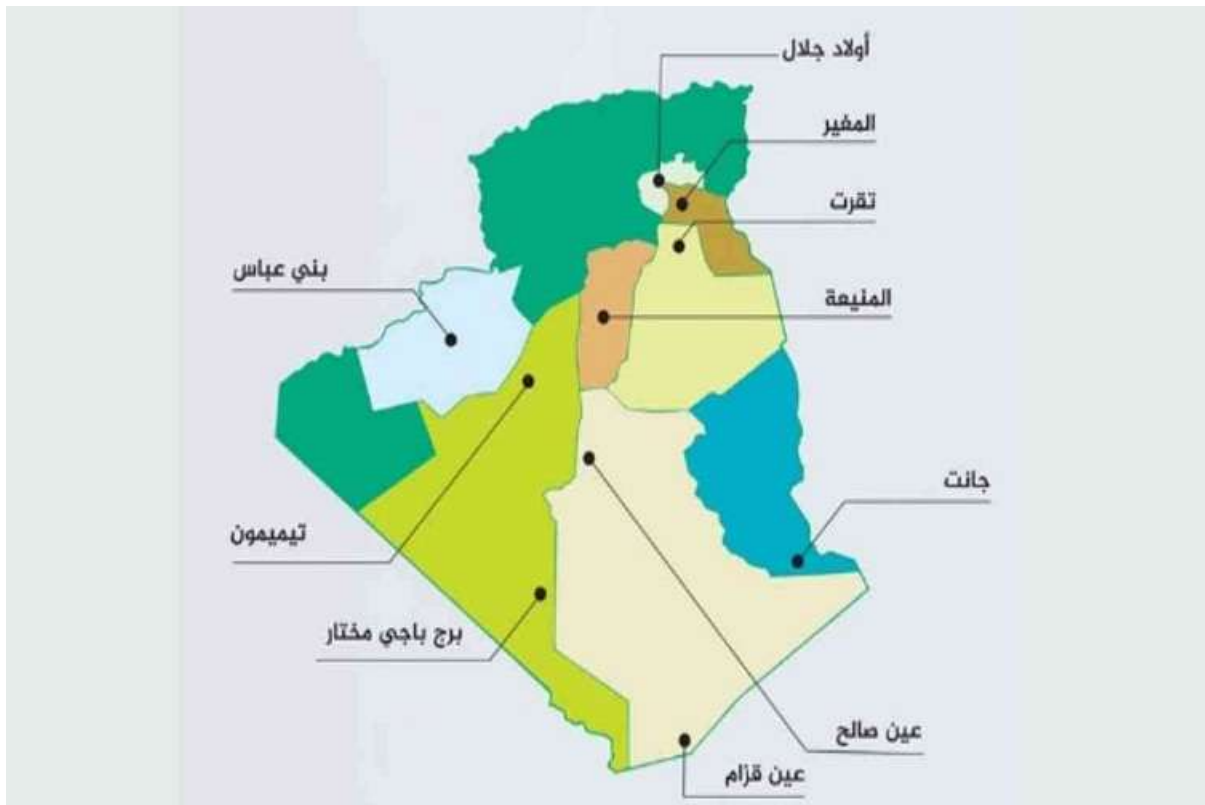 أولاد جلال
المغير
تقرت
بني عباس
المنيعة
جانت
تيميمون
برج باجي مختار
عين صالح
عين قزام